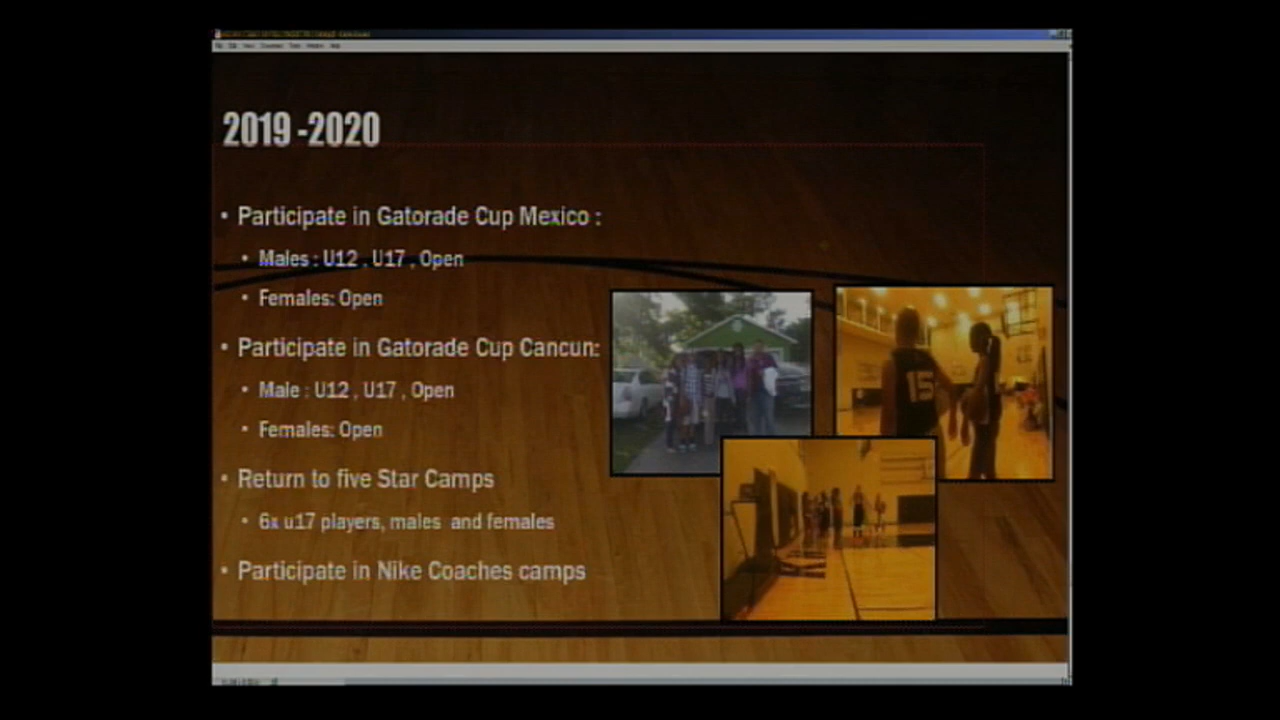 2019 -2020
• Participate in Gatorade Cup Mexico :
• Males : U12 , U17 , Open
• Females: Open
• Participate in Gatorade Cup Cancun:
• Male : U12 , U17 , Open
• Females: Open
• Return to five Star Camps
• 6x u17 players, males and females
• Participate in Nike Coaches camps
15